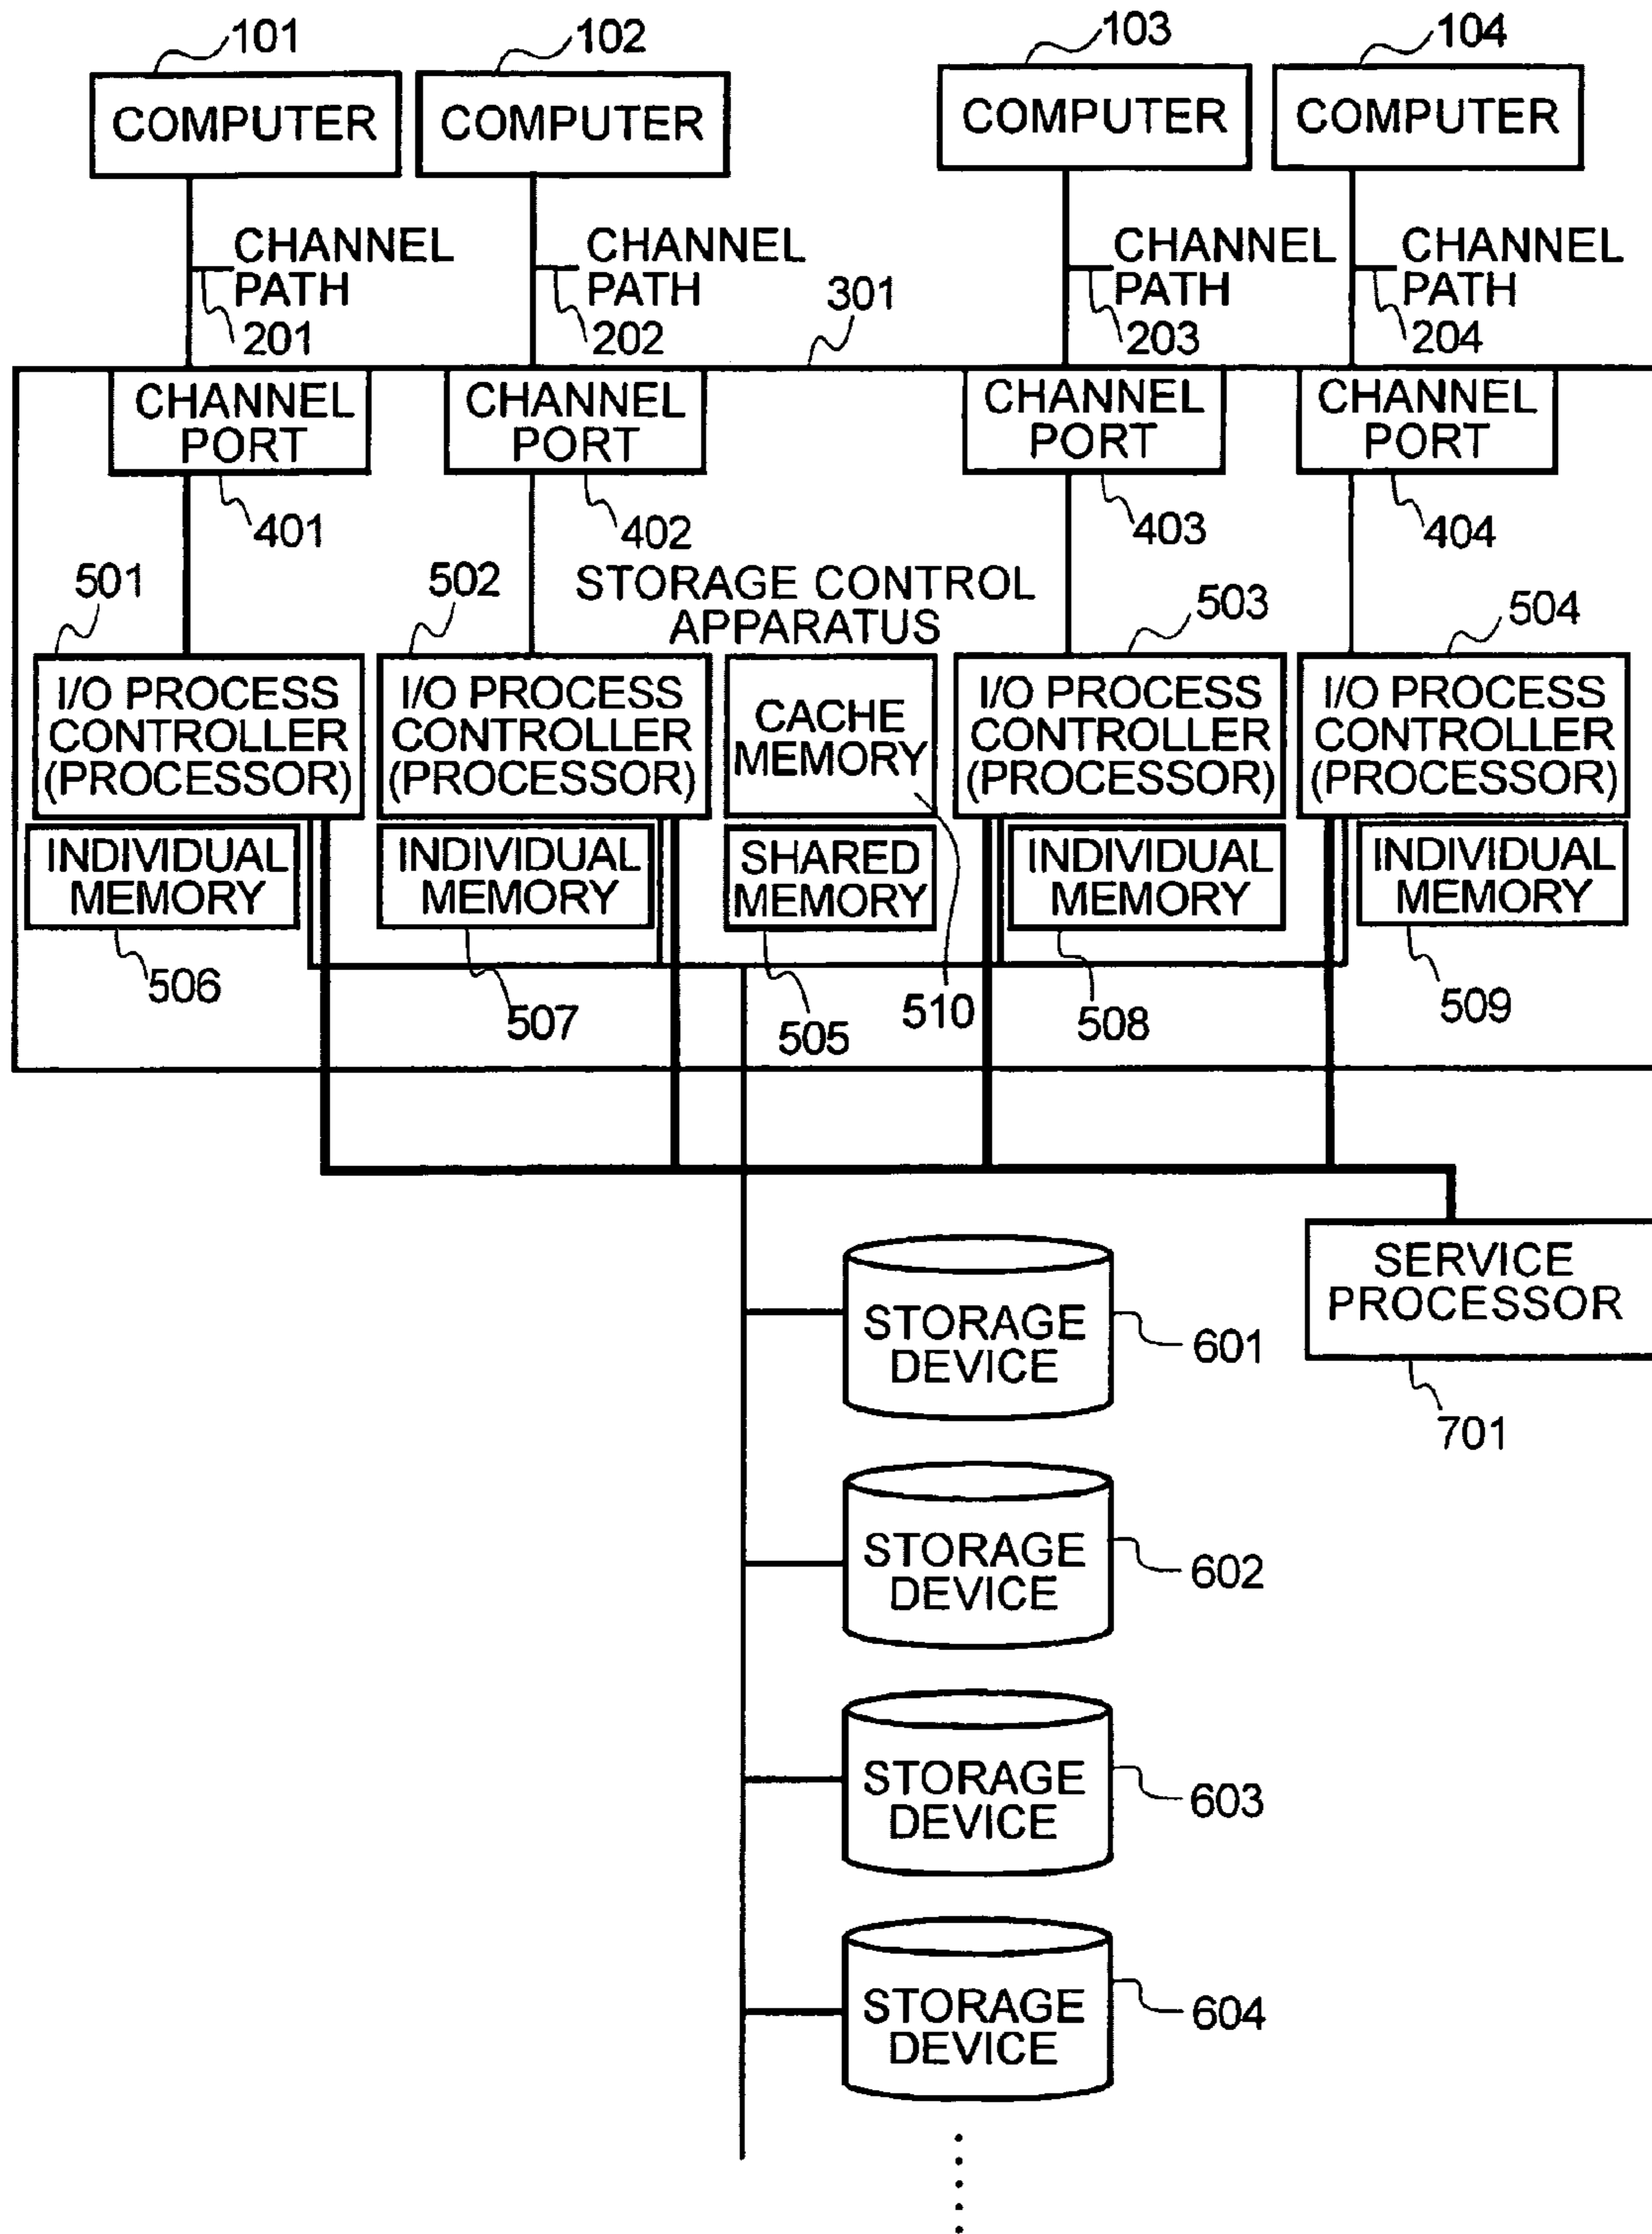 101
102
103
104
COMPUTER
COMPUTER
COMPUTER
COMPUTER
CHANNEL
PATH
201
CHANNEL
PATH
202
301
CHANNEL
PATH
203
CHANNEL
PATH
204
CHANNEL
PORT
CHANNEL
PORT
CHANNEL
PORT
CHANNEL
PORT
401
402
403
404
501
502
STORAGE CONTROL
APPARATUS
503
504
I/O PROCESS
CONTROLLER
(PROCESSOR)
I/O PROCESS
CONTROLLER
(PROCESSOR)
CACHE
MEMORY
I/O PROCESS
CONTROLLER
(PROCESSOR)
I/O PROCESS
CONTROLLER
(PROCESSOR)
INDIVIDUAL
MEMORY
INDIVIDUAL
MEMORY
SHARED
MEMORY
INDIVIDUAL
MEMORY
INDIVIDUAL
MEMORY
506
507
505
510
508
509
SERVICE
PROCESSOR
701
STORAGE
DEVICE
601
STORAGE
DEVICE
602
STORAGE
DEVICE
603
STORAGE
DEVICE
604